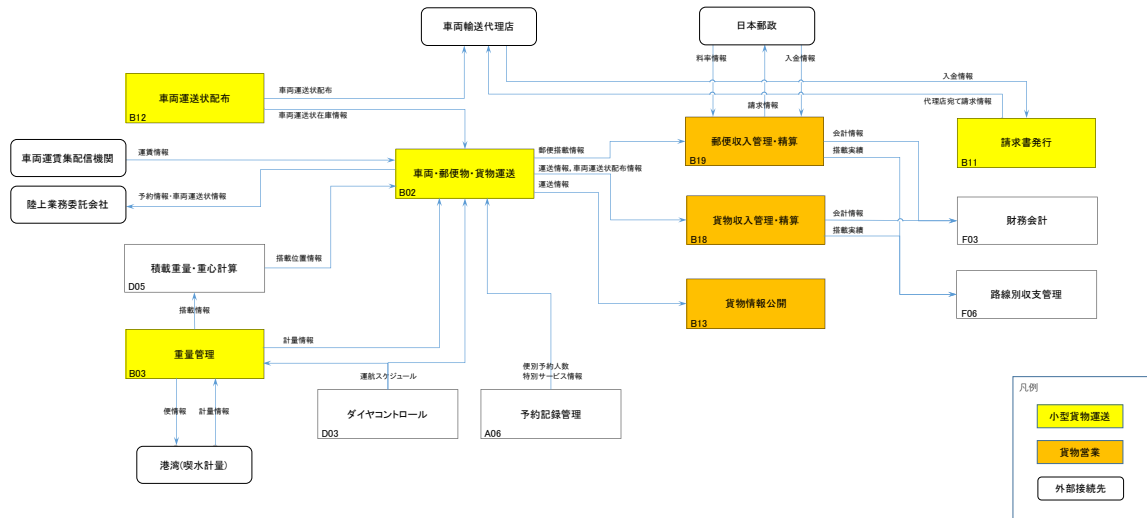 車両輸送代理店
日本郵政
料率情報
入金情報
請求情報
入金情報
代理店宛て請求情報
車両運送状配布
B12
車両運送状配布
車両運送状在庫情報
車両運賃集配信機関
運賃情報
陸上業務委託会社
予約情報・車両運送状情報
車両・郵便物・貨物運送
B02
郵便搭載情報
運送情報,車両運送状配布情報
運送情報
郵便収入管理・精算
B19
会計情報
搭載実績
請求書発行
B11
貨物収入管理・精算
B18
会計情報
搭載実績
財務会計
F03
積載重量・重心計算
D05
搭載位置情報
搭載情報
貨物情報公開
B13
路線別収支管理
F06
重量管理
B03
計量情報
運航スケジュール
便別予約人数
特別サービス情報
ダイヤコントロール
D03
予約記録管理
A06
便情報
計量情報
港湾(喫水計量)
凡例
小型貨物運送
貨物営業
外部接続先